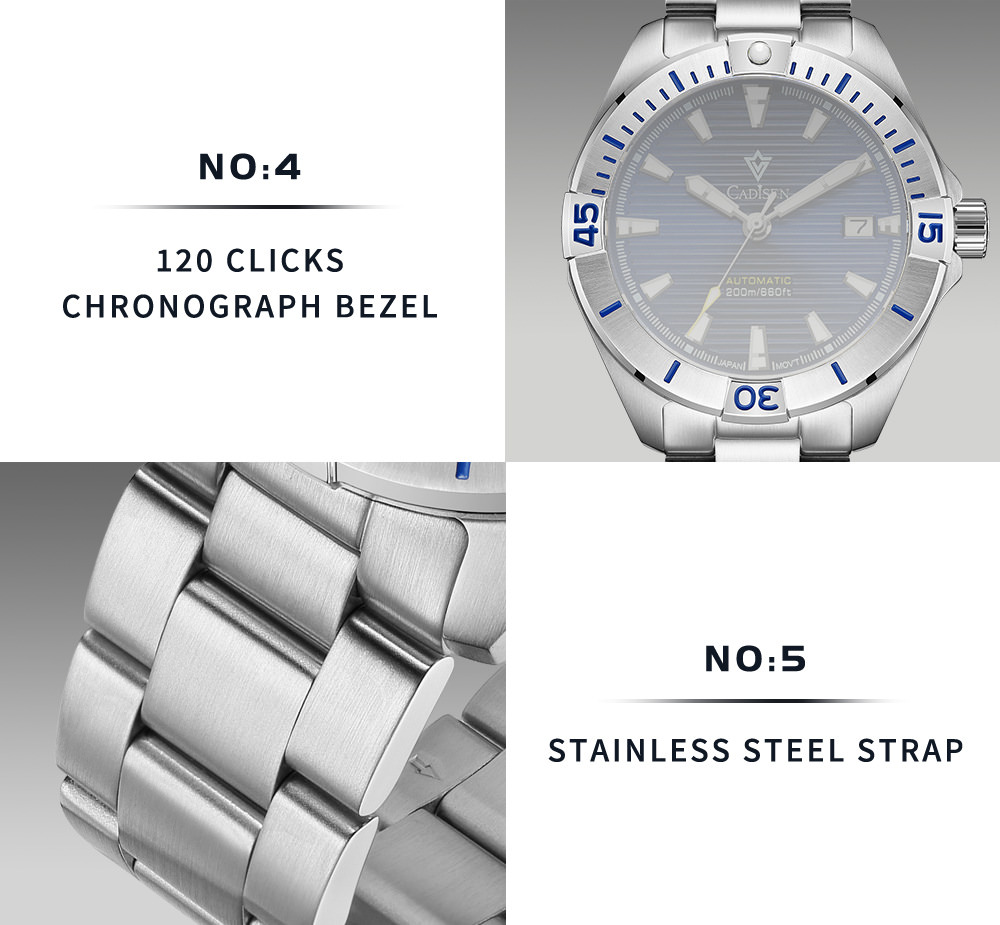 NO:4
120 CLICKS
CHRONOGRAPH BEZEL
45
15
30
CADISEN
7
AUTOMATIC
200m/660ft
JAPAN MOV'T
NO:5
STAINLESS STEEL STRAP